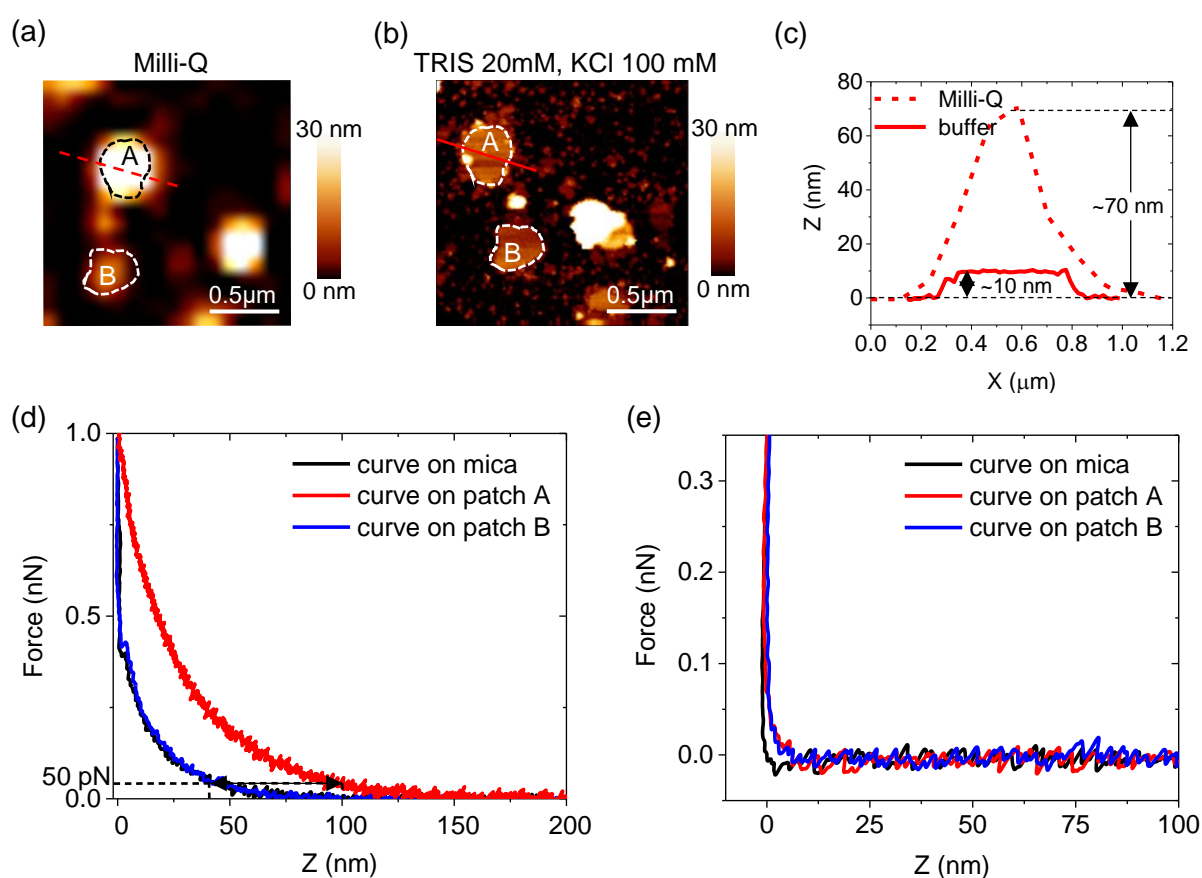 (a)
Milli-Q
A
B
0.5μm
30 nm
0 nm
(b)
TRIS 20mM, KCl 100 mM
A
B
0.5μm
30 nm
0 nm
(c)
80
70
60
50
40
30
20
10
0
Z (nm)
Milli-Q
buffer
~70 nm
~10 nm
0.0 0.2 0.4 0.6 0.8 1.0 1.2
X (μm)
(d)
1.0
0.5
50 pN
0.0
Force (nN)
curve on mica
curve on patch A
curve on patch B
0 50 100 150 200
Z (nm)
(e)
0.3
0.2
0.1
0.0
Force (nN)
curve on mica
curve on patch A
curve on patch B
0 25 50 75 100
Z (nm)